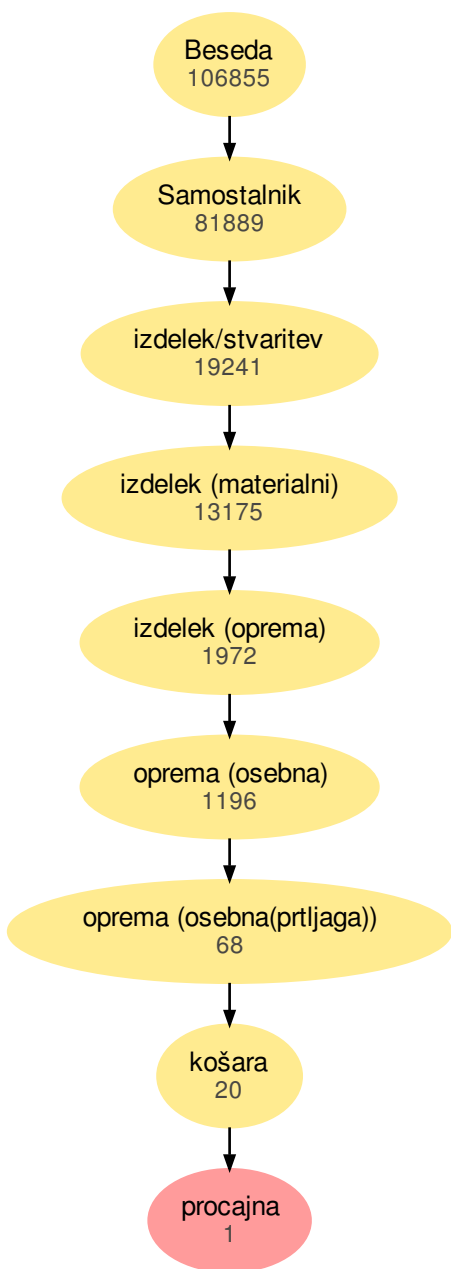 Beseda
106855
Samostalnik
81889
izdelek/stvaritev
19241
izdelek (materialni)
13175
izdelek (oprema)
1972
oprema (osebna)
1196
oprema (osebna(prtljaga))
68
košara
20
procajna
1